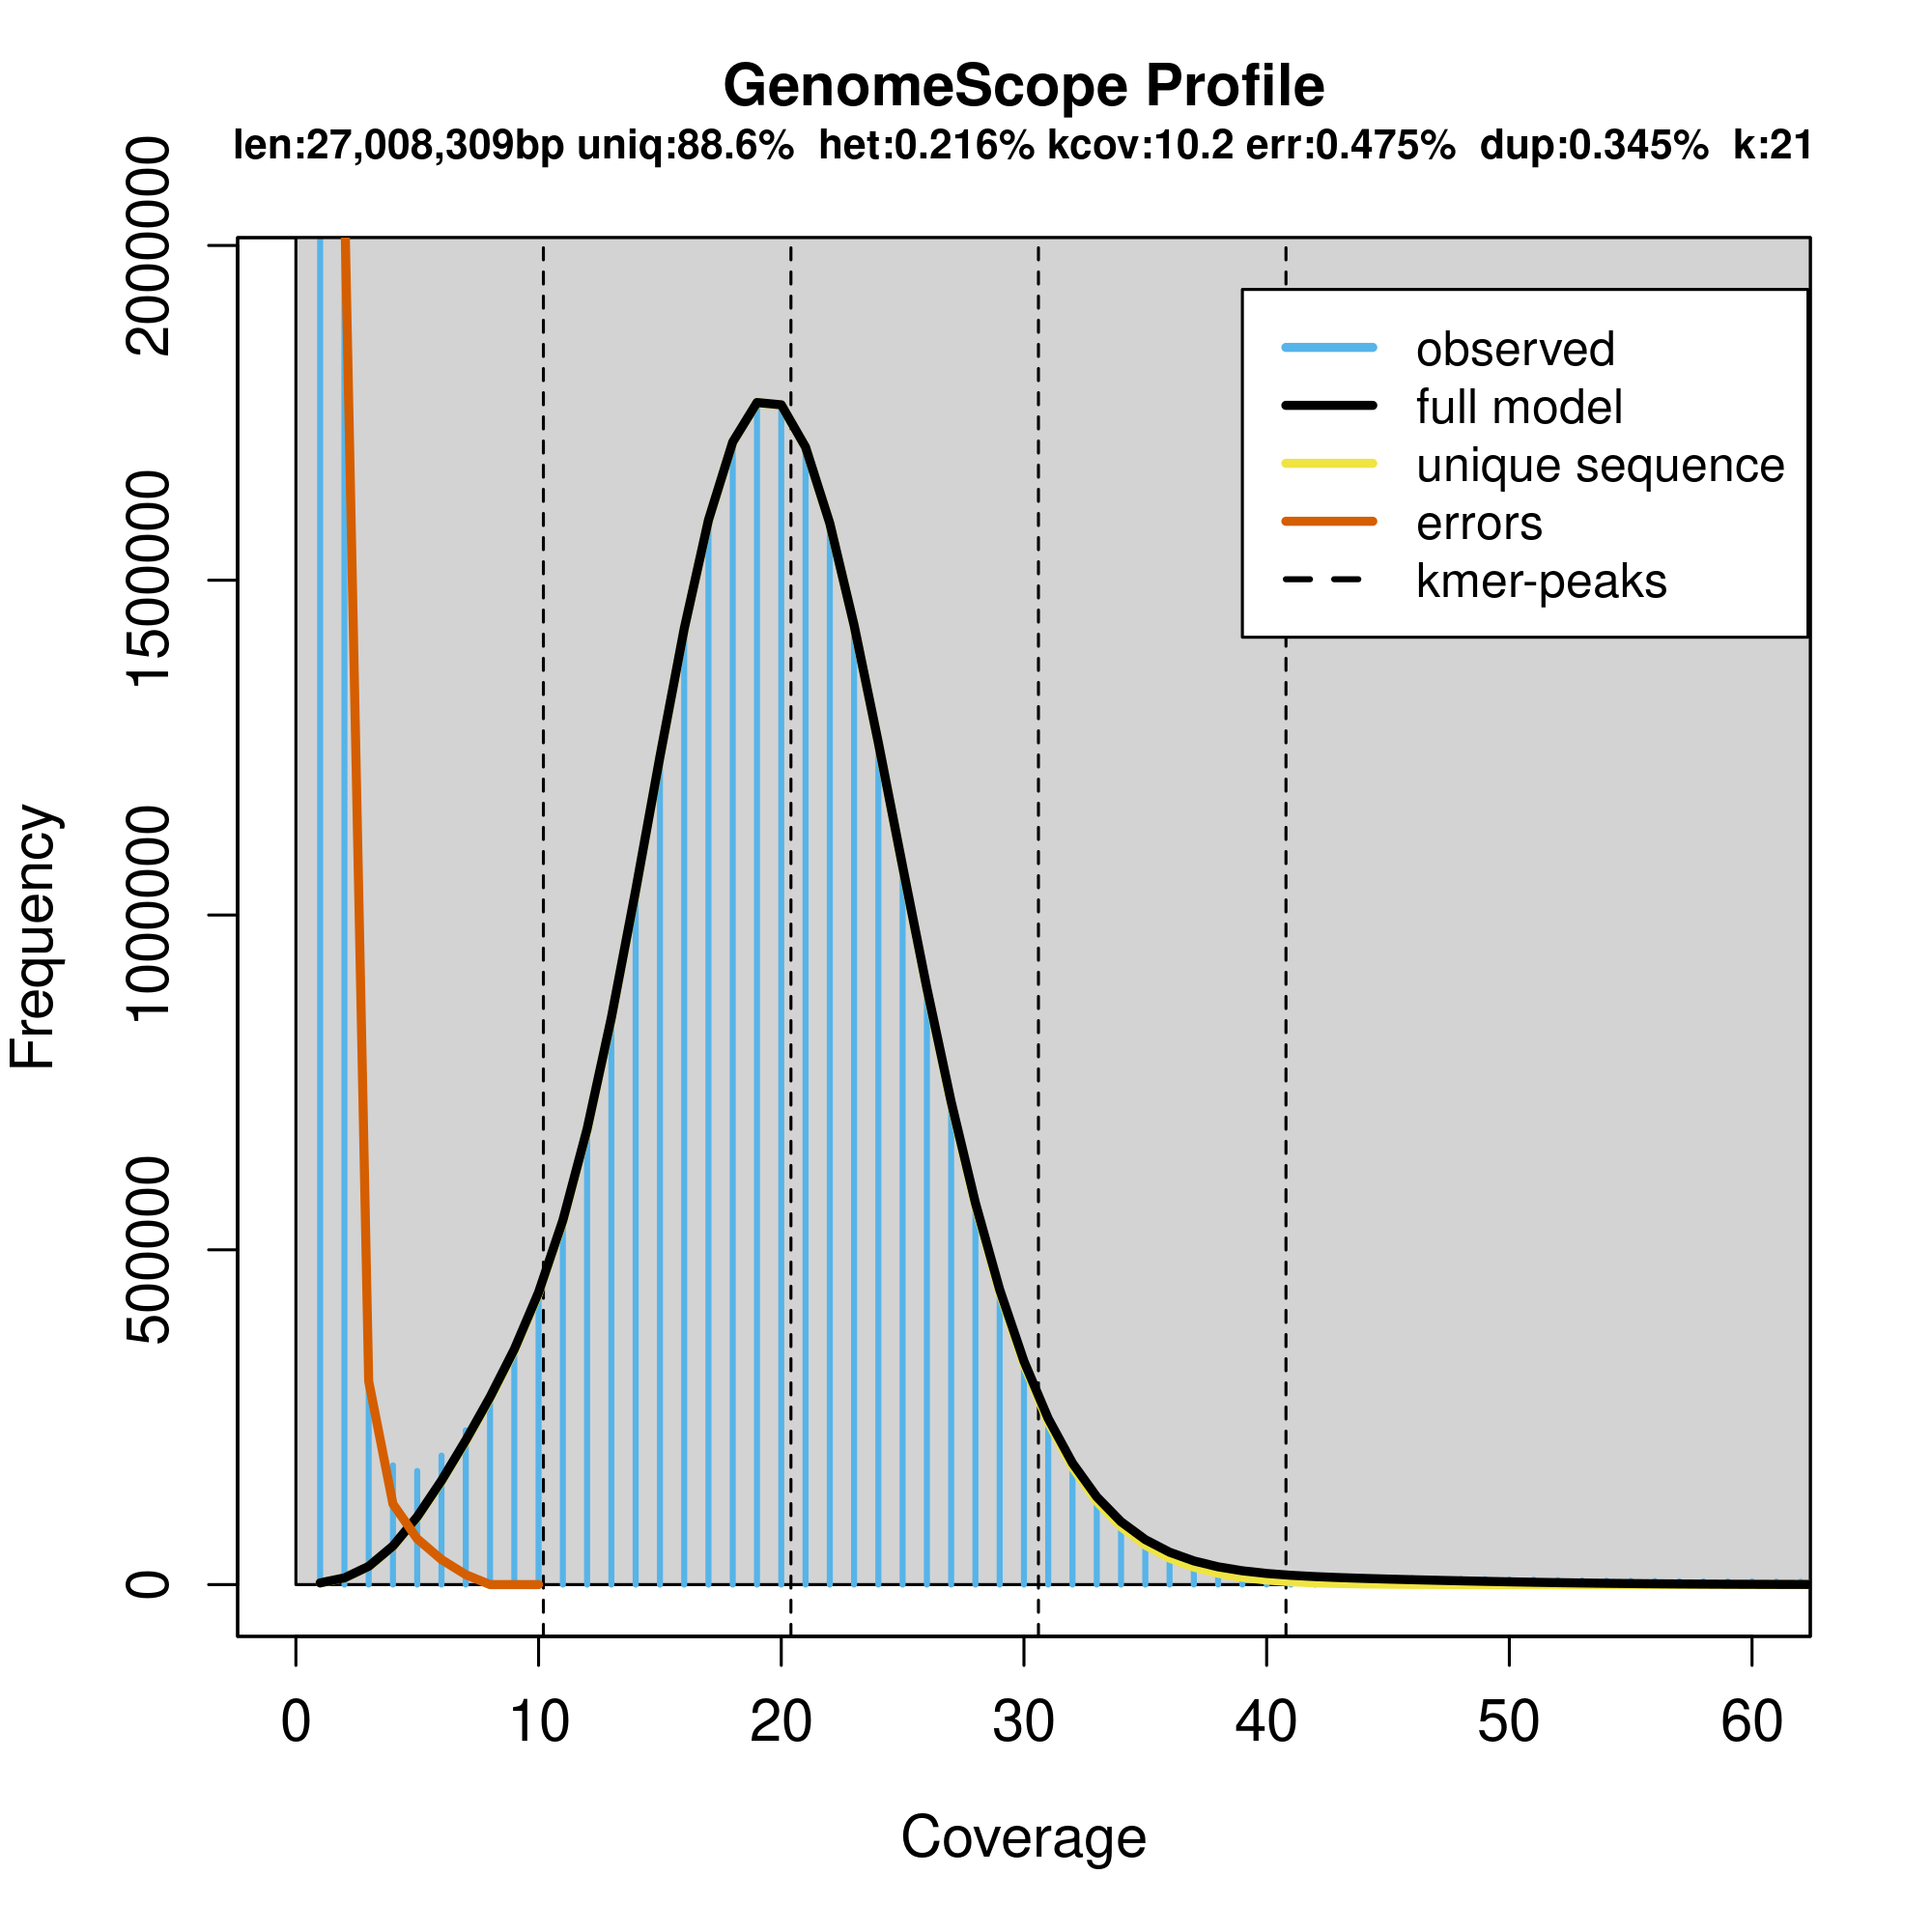 GenomeScope Profile
len:27,008,309bp uniq:88.6% het:0.216% kcov:10.2 err:0.475% dup:0.345% k:21
2000000
1500000
1000000
500000
0
Frequency
observed
full model
unique sequence
errors
kmer-peaks
0 10 20 30 40 50 60
Coverage